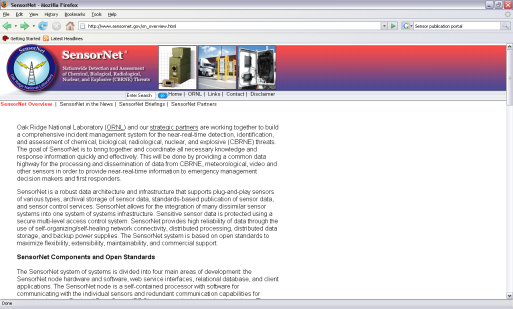 SensorNet - Mozilla Firefox
File Edit View History Bookmarks Tools Help
http://www.sensornet.gov/sn_overview.html
Sensor publication portal
Getting Started Latest Headlines
SensorNet
Nationwide Detection and Assessment
of Chemical, Biological, Radiological,
Nuclear, and Explosive (CBRNE) Threats
Enter Search Home | ORNL | Links | Contact | Disclaimer
SensorNet Overview | SensorNet in the News | SensorNet Briefings | SensorNet Partners
Oak Ridge National Laboratory (ORNL) and our strategic partners are working together to build
a comprehensive incident management system for the near-real-time detection, identification,
and assessment of chemical, biological, radiological, nuclear, and explosive (CBRNE) threats.
The goal of SensorNet is to bring together and coordinate all necessary knowledge and
response information quickly and effectively. This will be done by providing a common data
highway for the processing and dissemination of data from CBRNE, meteorological, video and
other sensors in order to provide near-real-time information to emergency management
decision makers and first responders.
SensorNet is a robust data architecture and infrastructure that supports plug-and-play sensors
of various types, archival storage of sensor data, standards-based publication of sensor data,
and sensor control services. SensorNet allows for the integration of many dissimilar sensor
systems into one system of systems infrastructure. Sensitive sensor data is protected using a
secure multi-level access control system. SensorNet provides high reliability of data through the
use of self-organizing/self-healing network connectivity, distributed processing, distributed data
storage, and backup power supplies. The SensorNet system is based on open standards to
maximize flexibility, extensibility, maintainability, and commercial support.
SensorNet Components and Open Standards
The SensorNet system of systems is divided into four main areas of development: the
SensorNet node hardware and software, web service interfaces, relational database, and client
applications. The SensorNet node is a self-contained processor with software for
communicating with the individual sensors and redundant communication capabilities for
Done